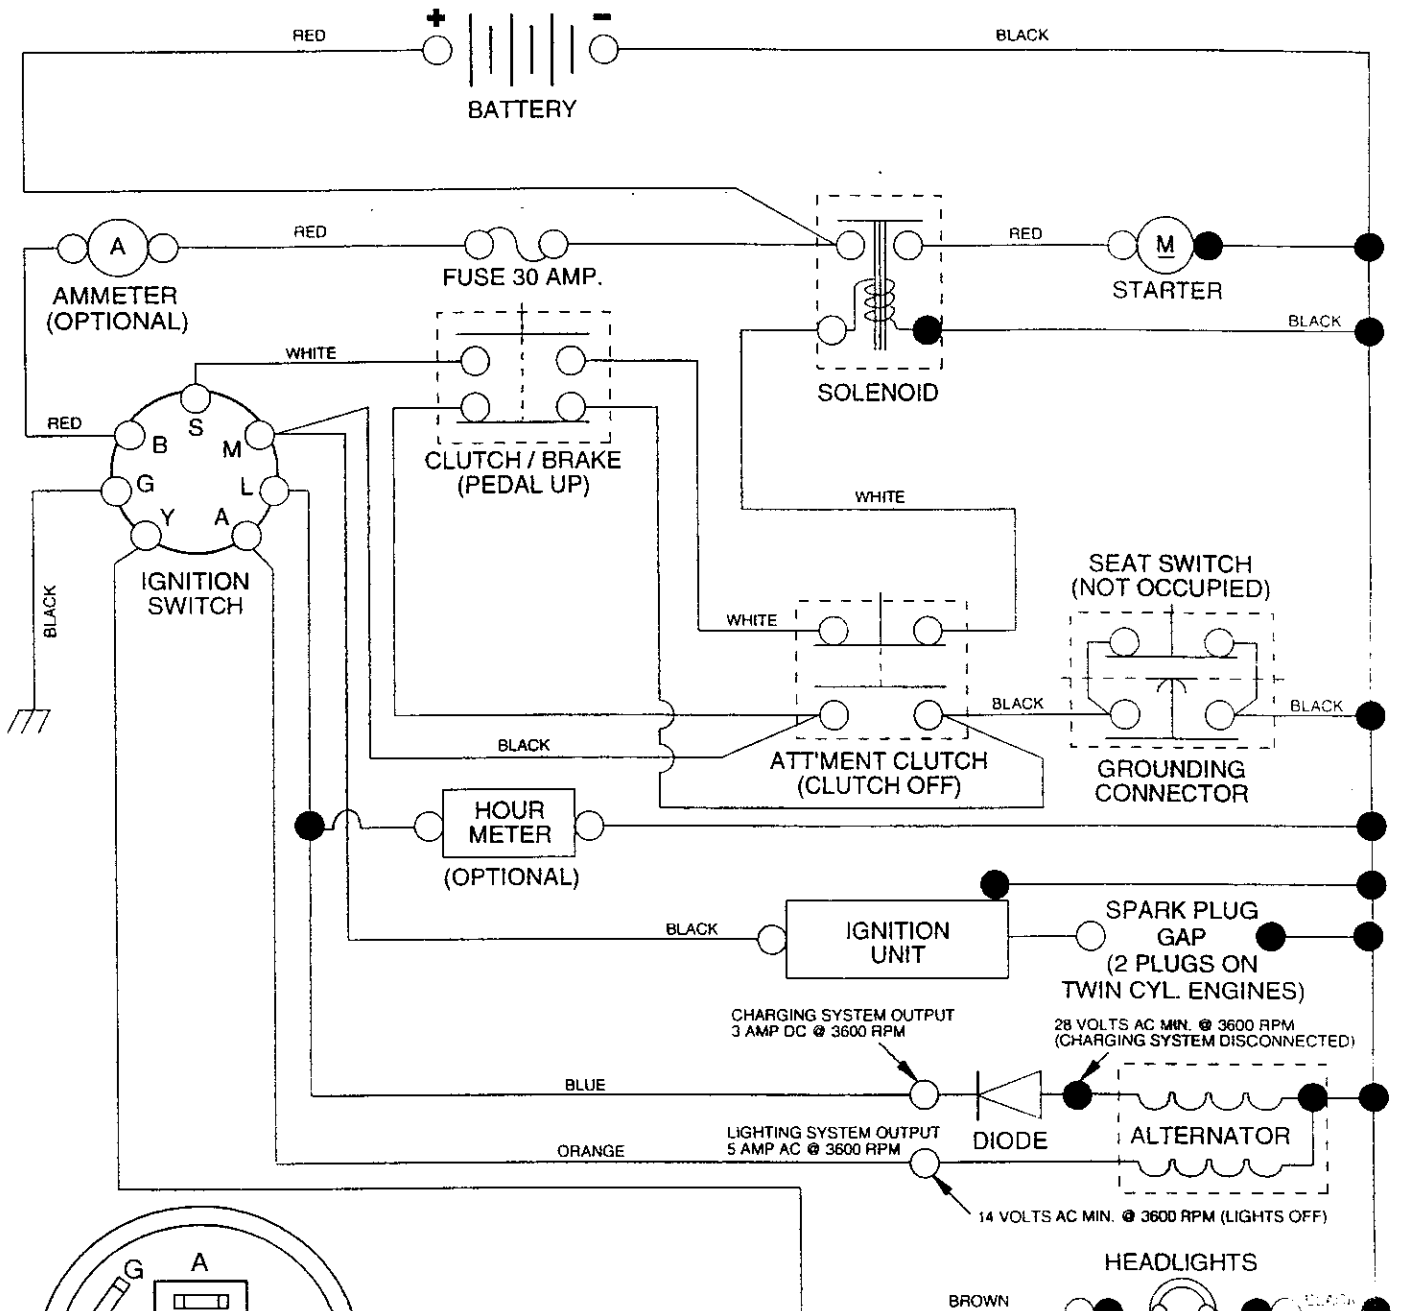 + -
RED
BLACK
BATTERY
RED
A
AMMETER
(OPTIONAL)
FUSE 30 AMP.
RED
M
STARTER
BLACK
SOLENOID
WHITE
RED
S
B
M
G
L
Y
A
IGNITION
SWITCH
BLACK
CLUTCH / BRAKE
(PEDAL UP)
WHITE
WHITE
SEAT SWITCH
(NOT OCCUPIED)
BLACK
BLACK
BLACK
ATT'MENT CLUTCH
(CLUTCH OFF)
GROUNDING
CONNECTOR
HOUR
METER
(OPTIONAL)
BLACK
IGNITION
UNIT
SPARK PLUG
GAP
(2 PLUGS ON
TWIN CYL. ENGINES)
CHARGING SYSTEM OUTPUT
3 AMP DC @ 3600 RPM
28 VOLTS AC MIN. @ 3600 RPM
(CHARGING SYSTEM DISCONNECTED)
BLUE
DIODE
ALTERNATOR
LIGHTING SYSTEM OUTPUT
5 AMP AC @ 3600 RPM
ORANGE
14 VOLTS AC MIN. @ 3600 RPM (LIGHTS OFF)
G
A
HEADLIGHTS
BROWN